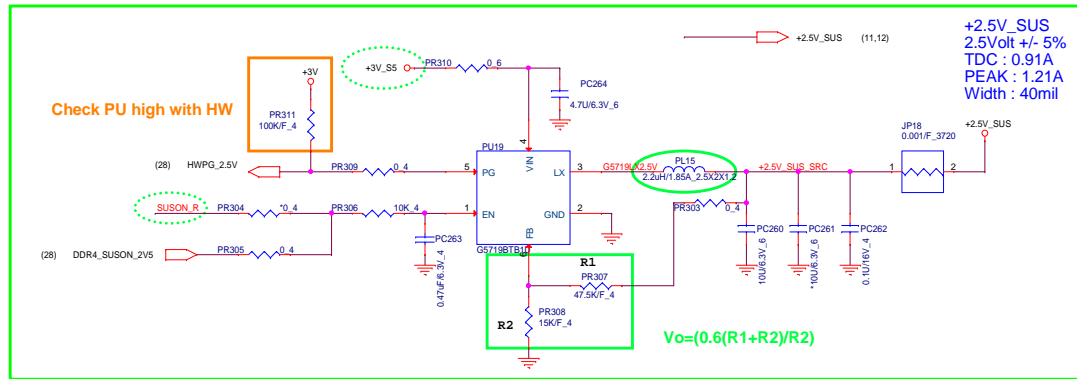 +2.5V_SUS (11,12)
+2.5V_SUS
2.5Volt +/- 5%
TDC : 0.91A
PEAK : 1.21A
Width : 40mil
+3V_S5
PR310
0_6
+3V
PC264
4.7U/6.3V_6
Check PU high with HW
PR311
100K/F_4
JP18
0.001/F_3720
+2.5V_SUS
(28) HWPG_2.5V
PR309
0_4
PU19
5
PG
4
VIN
LX
3
G5719LX2.5V
PL15
2.2uH/1.85A_2.5X2X1.2
+2.5V_SUS_SRC
1
2
SUSON_R
PR304
*0_4
PR306
10K_4
1
EN
GND
2
PR303
0_4
(28) DDR4_SUSON_2V5
PR305
0_4
PC263
0.47uF/6.3V_4
FB
6
PC260
10U/6.3V_6
PC261
*10U/6.3V_6
PC262
0.1U/16V_4
R1
PR307
47.5K/F_4
R2
PR308
15K/F_4
Vo=(0.6(R1+R2)/R2)